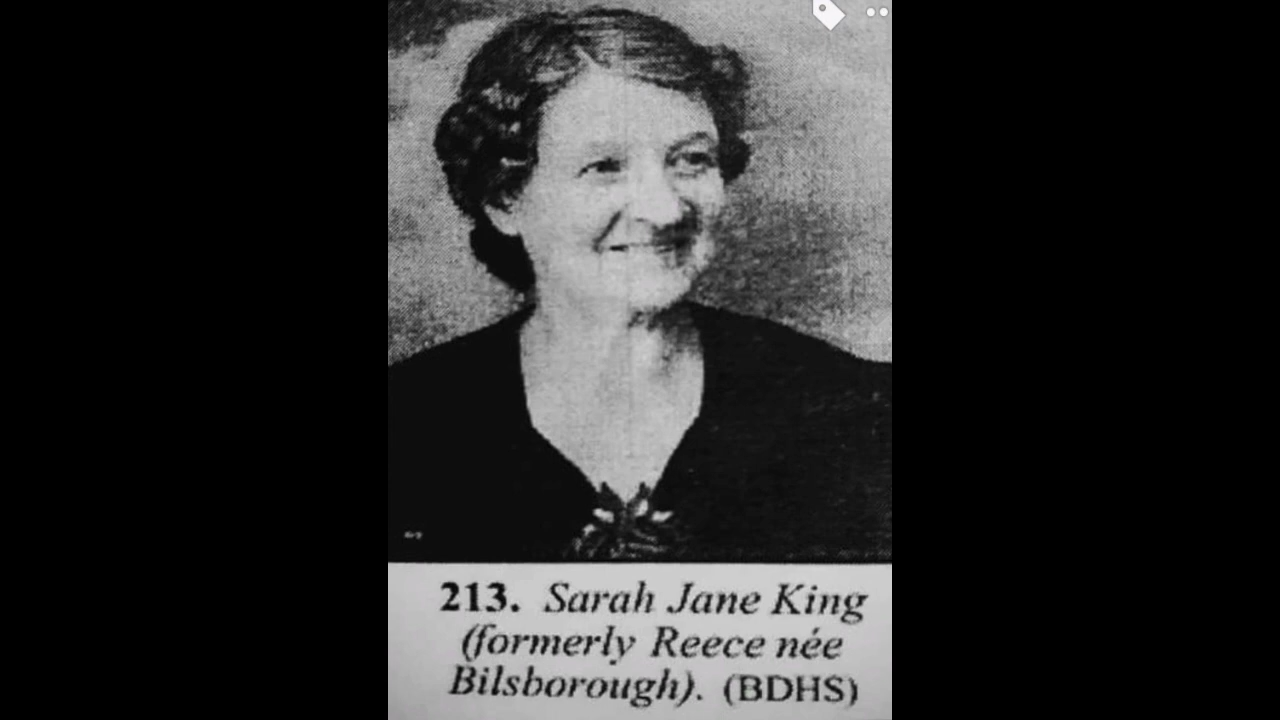 213. Sarah Jane King
(formerly Reece née
Bilsborough). (BDHS)